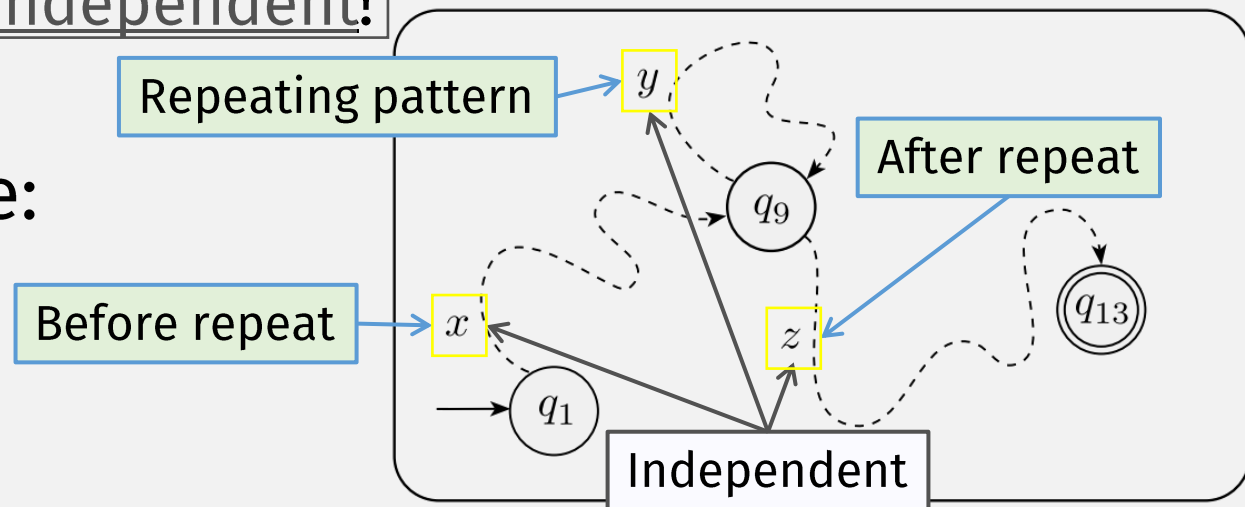 independent!
Repeating pattern
y
After repeat
e:
q9
Before repeat
x
z
q13
q1
Independent